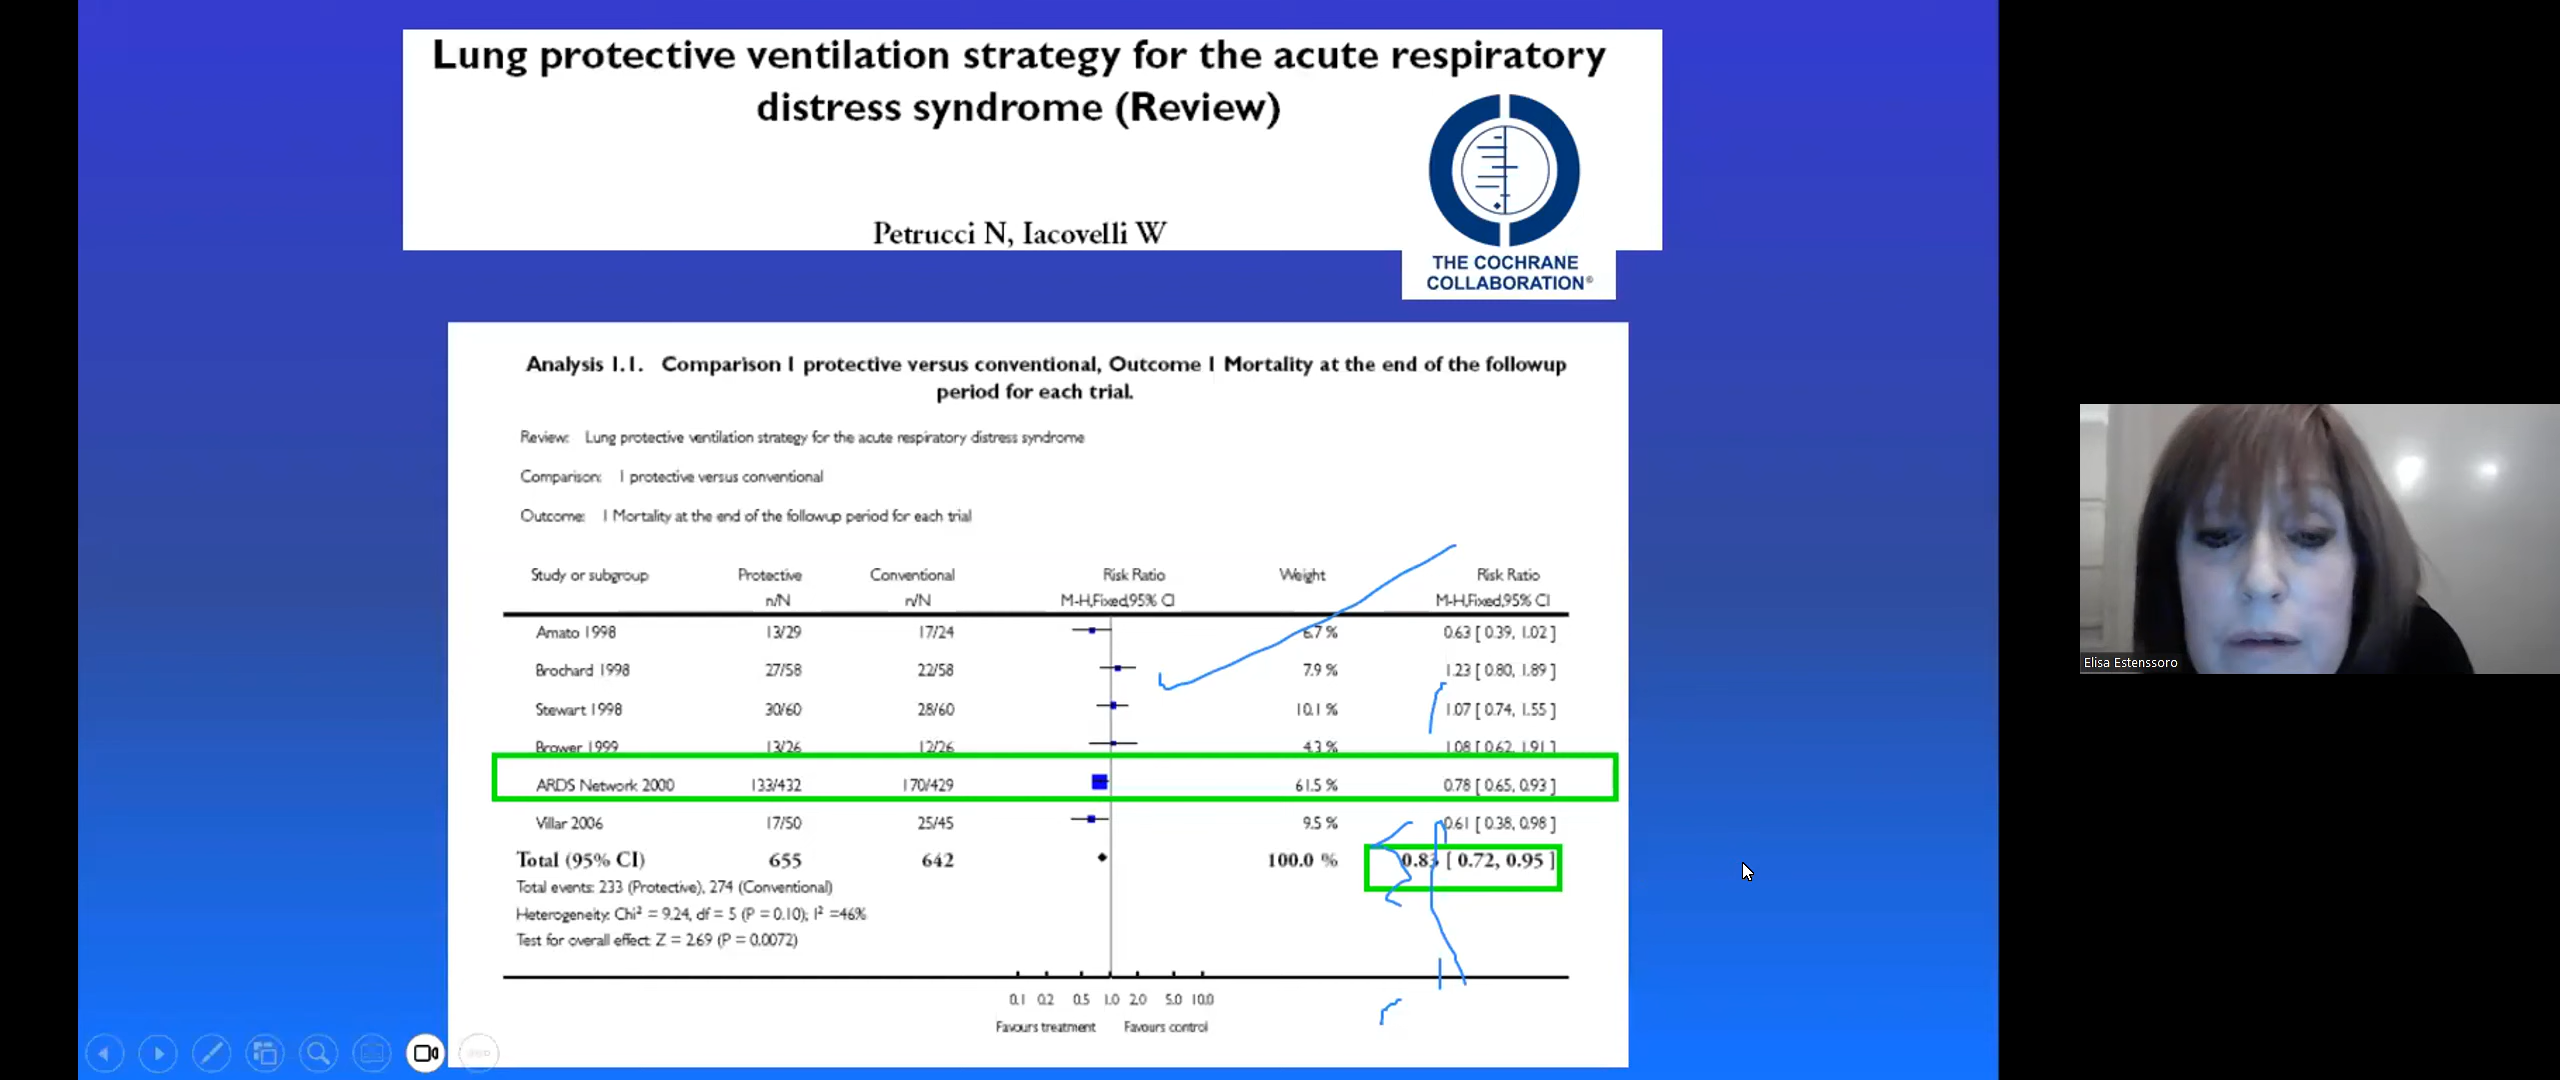 Lung protective ventilation strategy for the acute respiratory
distress syndrome (Review)
Petrucci N, Iacovelli W
THE COCHRANE
COLLABORATION®
Analysis 1.1. Comparison 1 protective versus conventional, Outcome 1 Mortality at the end of the followup
period for each trial.
Review: Lung protective ventilation strategy for the acute respiratory distress syndrome
Comparison: 1 protective versus conventional
Outcome: 1 Mortality at the end of the followup period for each trial
Study or subgroup Protective Conventional Risk Ratio Weight Risk Ratio
n/N n/N M-H,Fixed,95% CI M-H,Fixed,95% CI
Amato 1998 13/29 17/24 6.7 % 0.63 [ 0.39, 1.02 ]
Brochard 1998 27/58 22/58 7.9 % 1.23 [ 0.80, 1.89 ]
Stewart 1998 30/60 28/60 10.1 % 1.07 [ 0.74, 1.55 ]
Brower 1999 13/26 12/26 4.3 % 1.08 [ 0.62, 1.91 ]
ARDS Network 2000 133/432 170/429 61.5 % 0.78 [ 0.65, 0.93 ]
Villar 2006 17/50 25/45 9.5 % 0.61 [ 0.38, 0.98 ]
Total (95% CI) 655 642 100.0 % 0.83 [ 0.72, 0.95 ]
Total events: 233 (Protective), 274 (Conventional)
Heterogeneity: Chi² = 9.24, df = 5 (P = 0.10); I² =46%
Test for overall effect: Z = 2.69 (P = 0.0072)
0.1 0.2 0.5 1.0 2.0 5.0 10.0
Favours treatment Favours control
Elisa Estenssoro